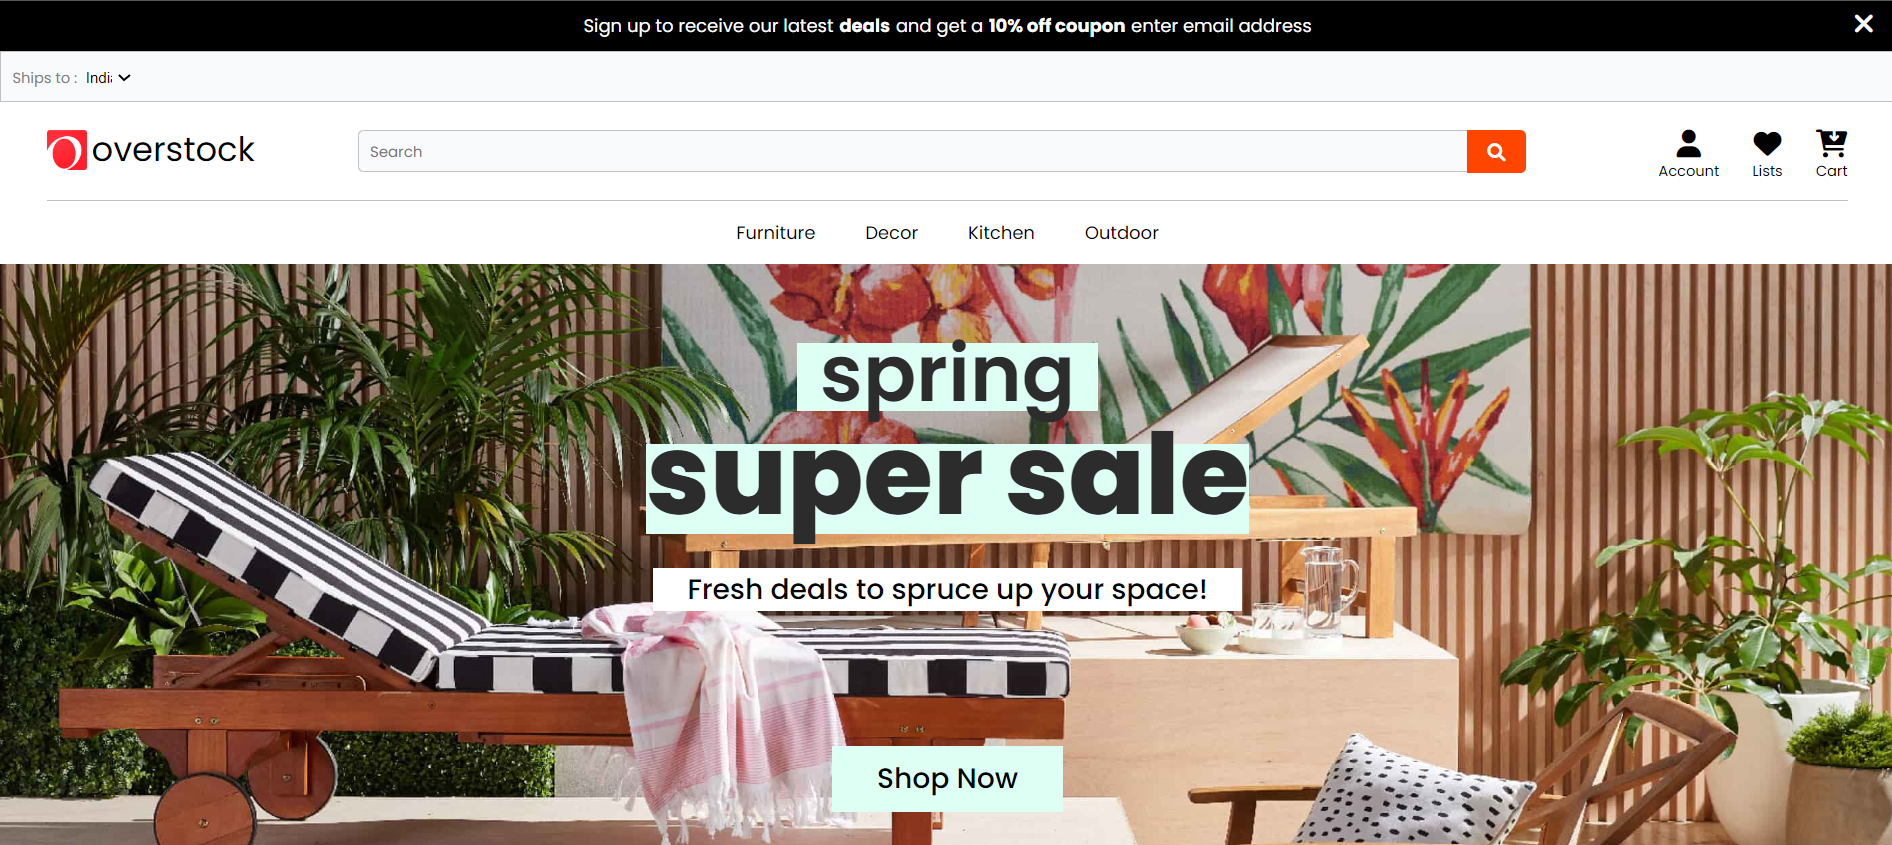 Sign up to receive our latest deals and get a 10% off coupon enter email address
Ships to : Indi
overstock
Search
Account Lists Cart
Furniture Decor Kitchen Outdoor
spring
super sale
Fresh deals to spruce up your space!
Shop Now